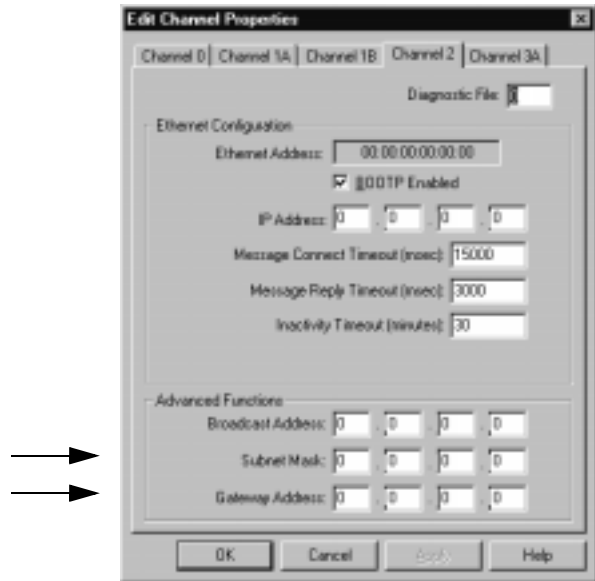 Edit Channel Properties
Channel 0 Channel 1A Channel 1B Channel 2 Channel 3A
Diagnostic File: 0
Ethernet Configuration
Ethernet Address: 00:00:00:00:00:00
BOOTP Enabled
IP Address: 0 . 0 . 0 . 0
Message Connect Timeout (msec): 15000
Message Reply Timeout (msec): 3000
Inactivity Timeout (minutes): 30
Advanced Functions
Broadcast Address: 0 . 0 . 0 . 0
Subnet Mask: 0 . 0 . 0 . 0
Gateway Address: 0 . 0 . 0 . 0
OK Cancel Apply Help